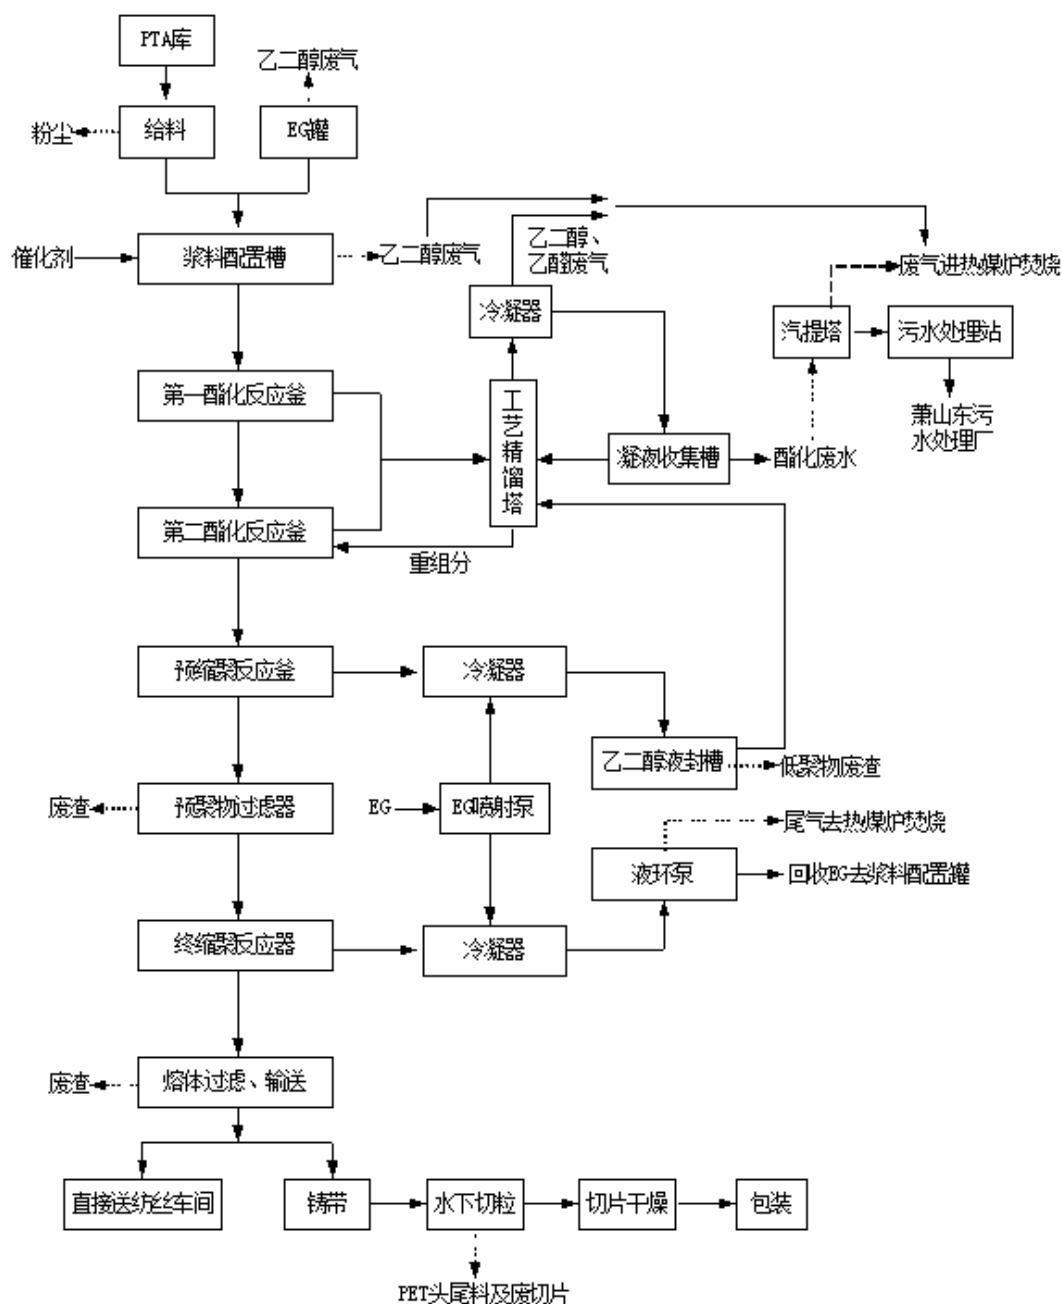 PTA库
乙二醇废气
粉尘
给料
EG罐
催化剂
浆料配置槽
乙二醇废气
乙二醇、
乙醛废气
废气进热媒炉焚烧
冷凝器
汽提塔
污水处理站
第一酯化反应釜
工艺精馏塔
萧山东污
水处理厂
凝液收集槽
酯化废水
第二酯化反应釜
重组分
预缩聚反应釜
冷凝器
乙二醇液封槽
低聚物废渣
废查
预聚物过滤器
EG
EG喷射泵
尾气去热煤炉焚烧
液环泵
回收EG去浆料配置罐
终缩聚反应器
冷凝器
废查
熔体过滤、输送
直接送纺丝车间
铸带
水下切粒
切片干燥
包装
PET头尾料及废切片